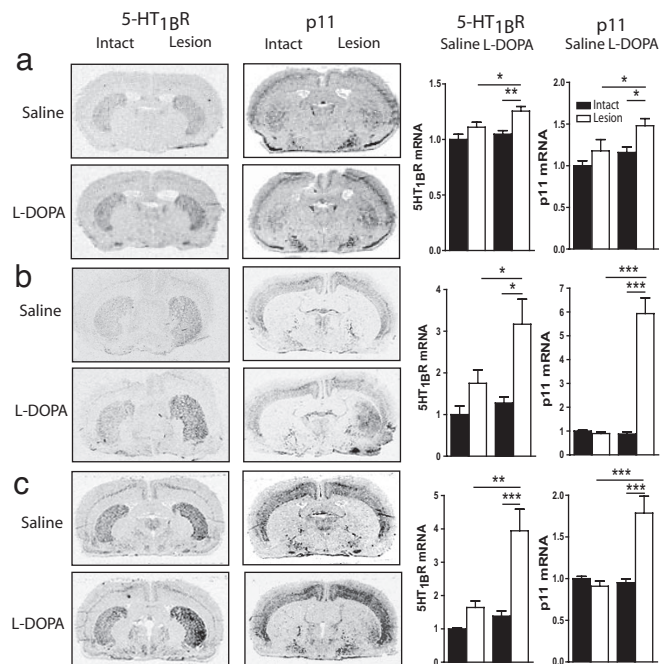 5-HT1BR
Intact Lesion
p11
Intact Lesion
5-HT1BR
Saline L-DOPA
p11
Saline L-DOPA
a
Saline
L-DOPA
5HT1BR mRNA
1.5
1.0
0.5
0.0
*
**
p11 mRNA
2.0
1.5
1.0
0.5
0.0
*
*
Intact
Lesion
b
Saline
L-DOPA
5HT1BR mRNA
4
3
2
1
0
*
*
p11 mRNA
7
6
5
4
3
2
1
0
***
***
c
Saline
L-DOPA
5HT1BR mRNA
5
4
3
2
1
0
**
***
p11 mRNA
2.0
1.5
1.0
0.5
0.0
***
***